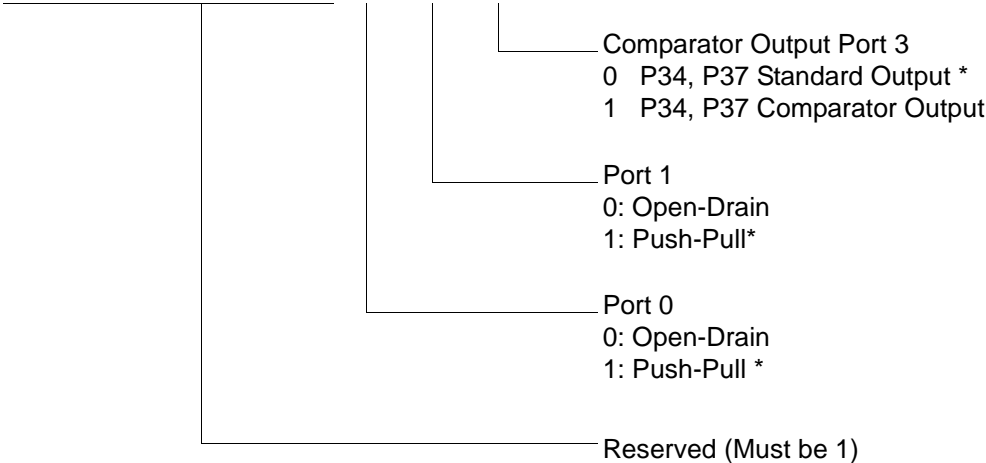 Comparator Output Port 3
0 P34, P37 Standard Output *
1 P34, P37 Comparator Output
Port 1
0: Open-Drain
1: Push-Pull*
Port 0
0: Open-Drain
1: Push-Pull *
Reserved (Must be 1)